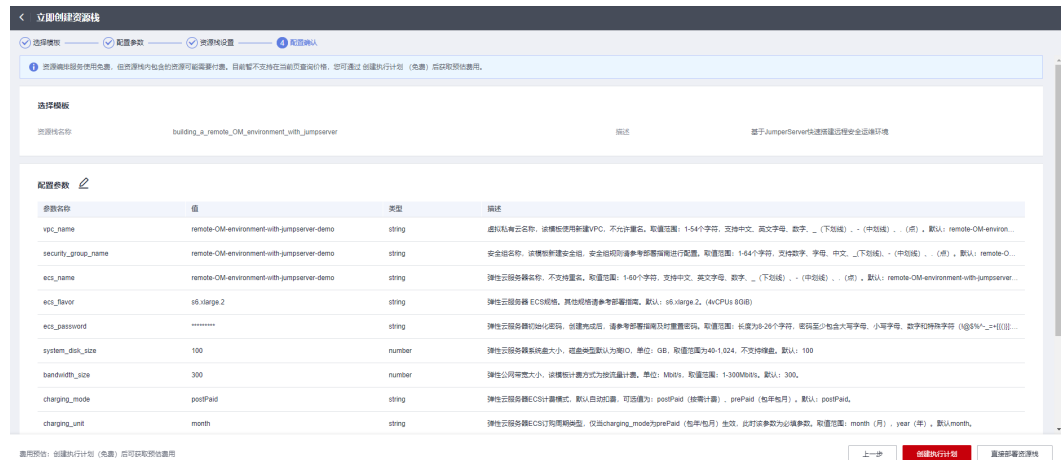 立即创建资源栈
选择模板 配置参数 资源栈设置 4 配置确认
资源编排服务使用免费，但资源栈内包含的资源可能需要付费。目前暂不支持在当前页查询价格，您可通过 创建执行计划 （免费）后获取预估费用。
选择模板
资源栈名称 building_a_remote_OM_environment_with_jumpserver 描述 基于JumperServer快速搭建远程安全运维环境
配置参数
参数名称 值 类型 描述
vpc_name remote-OM-environment-with-jumpserver-demo string 虚拟私有云名称，该模板使用新建VPC，不允许重名。取值范围：1-54个字符，支持中文、英文字母、数字、_（下划线）、-（中划线）、.（点）。默认：remote-OM-environ...
security_group_name remote-OM-environment-with-jumpserver-demo string 安全组名称，该模板新建安全组，安全组规则请参考部署指南进行配置。取值范围：1-64个字符，支持数字、字母、中文、_(下划线)、-（中划线）、.（点）。默认：remote-O...
ecs_name remote-OM-environment-with-jumpserver-demo string 弹性云服务器名称，不支持重名。取值范围：1-60个字符，支持中文、英文字母、数字、_（下划线）、-（中划线）、.（点）。默认：remote-OM-environment-with-jumpserver...
ecs_flavor s6.xlarge.2 string 弹性云服务器 ECS规格。其他规格请参考部署指南。默认：s6.xlarge.2。(4vCPUs 8GiB)
ecs_password ********* string 弹性云服务器初始化密码，创建完成后，请参考部署指南及时重置密码。取值范围：长度为8-26个字符，密码至少包含大写字母、小写字母、数字和特殊字符
system_disk_size 100 number 弹性云服务器系统盘大小，磁盘类型默认为高IO，单位：GB，取值范围为40-1,024，不支持缩盘。默认：100
bandwidth_size 300 number 弹性公网带宽大小，该模板计费方式为按流量计费。单位：Mbit/s，取值范围：1-300Mbit/s。默认：300。
charging_mode postPaid string 弹性云服务器ECS计费模式，默认自动扣费，可选值为：postPaid（按需计费）、prePaid（包年包月）。默认：postPaid。
charging_unit month string 弹性云服务器ECS订购周期类型，仅当charging_mode为prePaid（包年/包月）生效，此时该参数为必填参数。取值范围：month（月），year（年）。默认month。
费用预估：创建执行计划（免费）后可获取预估费用 上一步 创建执行计划 直接部署资源栈